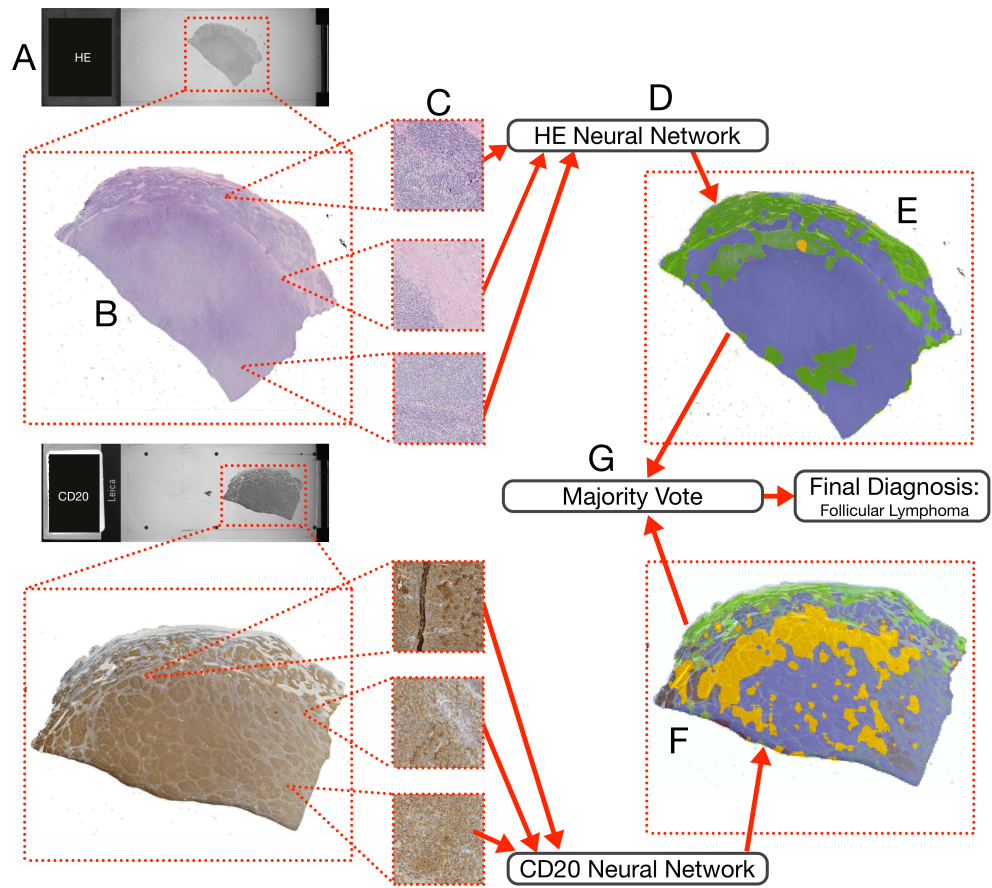 A
HE
C
D
HE Neural Network
B
E
G
CD20
Leica
Majority Vote
Final Diagnosis:
Follicular Lymphoma
F
CD20 Neural Network